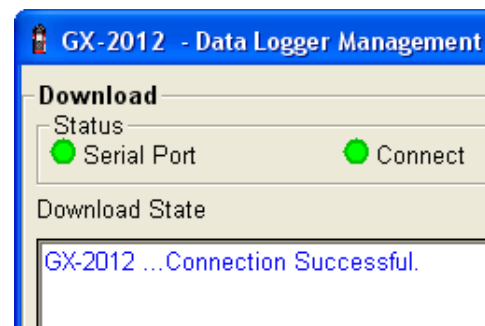 GX-2012 - Data Logger Management
Download
Status
Serial Port Connect
Download State
GX-2012 ...Connection Successful.